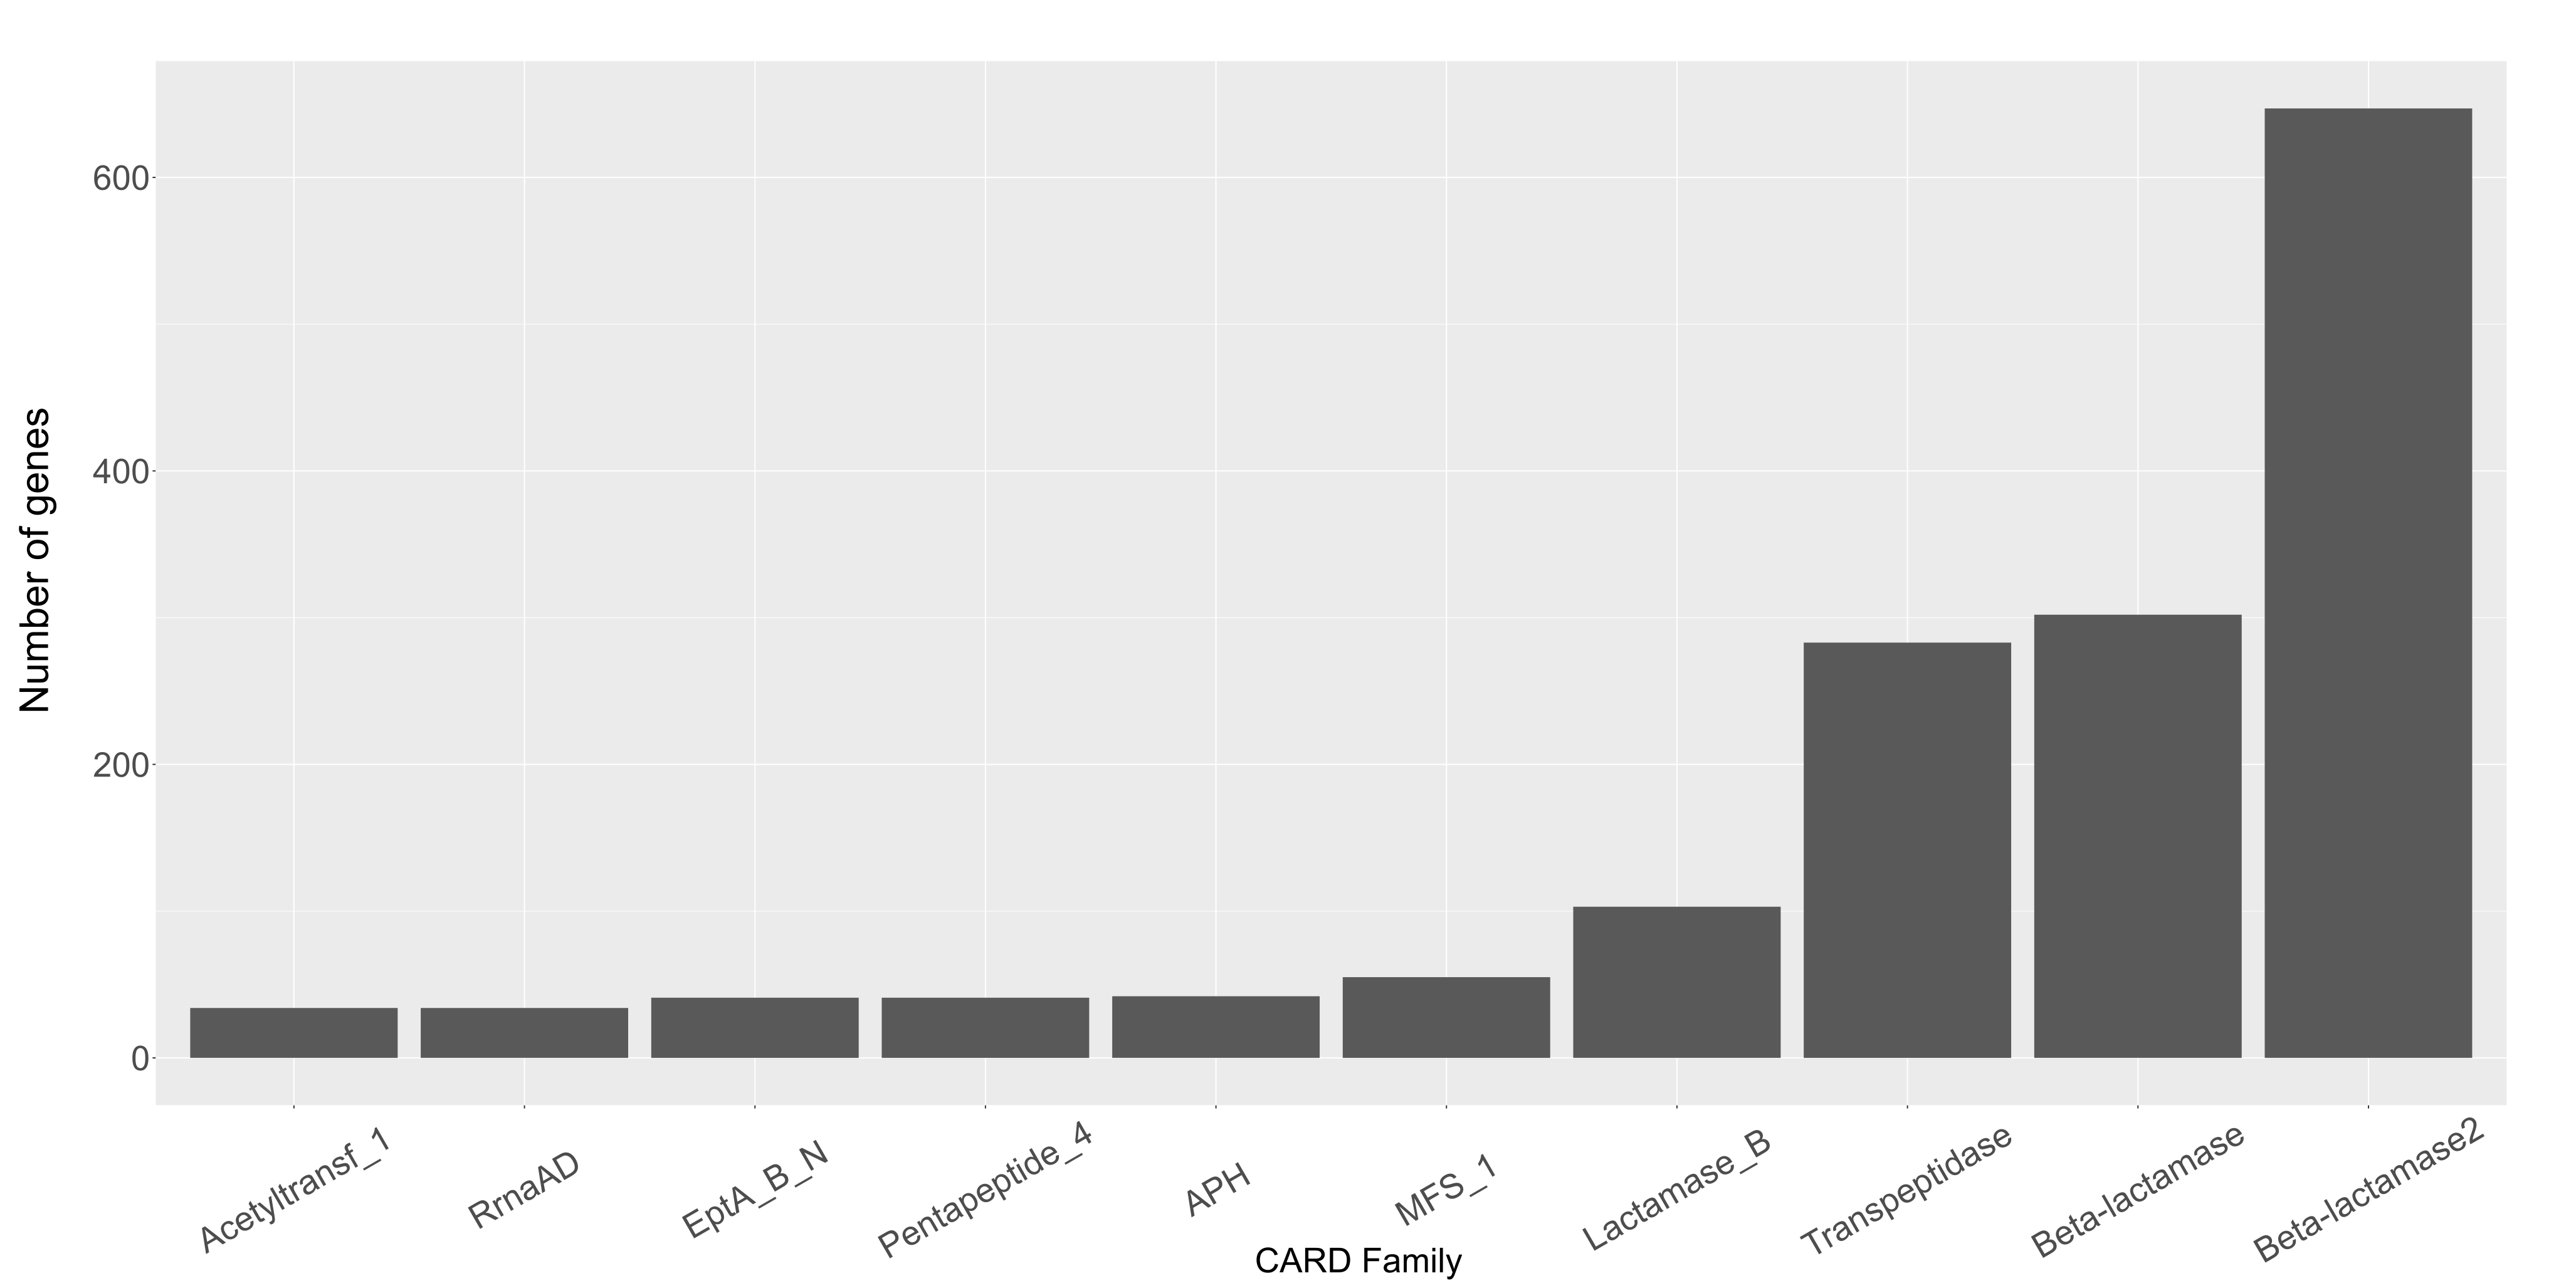 Number of genes
600
400
200
0
Acetyltransf_1
RrnaAD
EptA_B_N
Pentapeptide_4
APH
MFS_1
Lactamase_B
Transpeptidase
Beta-lactamase
Beta-lactamase2
CARD Family